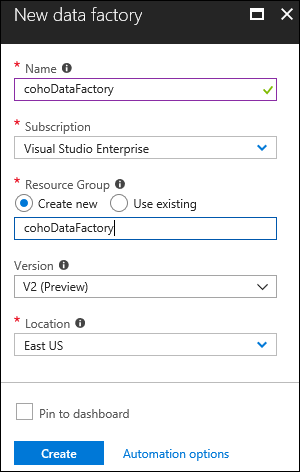 New data factory
* Name
cohoDataFactory
* Subscription
Visual Studio Enterprise
* Resource Group
Create new Use existing
cohoDataFactory
Version
V2 (Preview)
* Location
East US
Pin to dashboard
Create Automation options